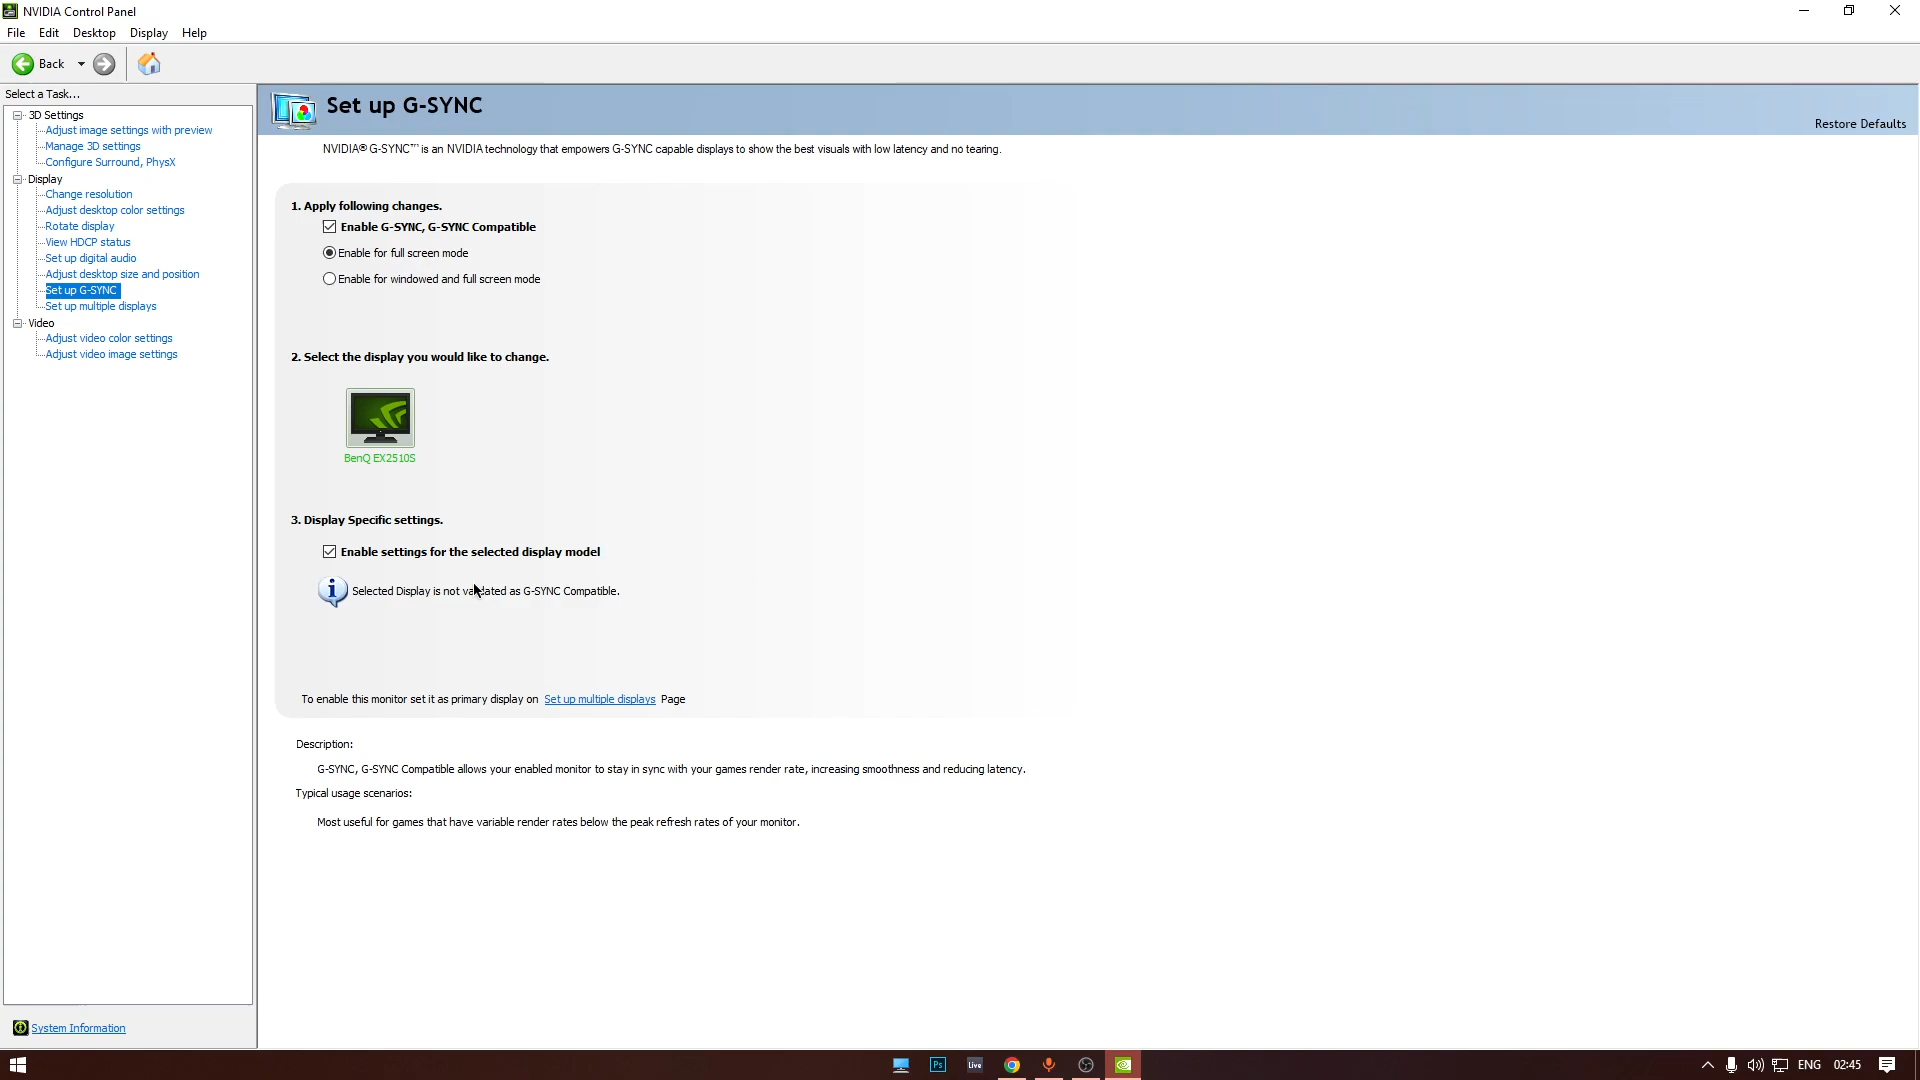 NVIDIA Control Panel
File Edit Desktop Display Help
Back
Select a Task...
3D Settings
Adjust image settings with preview
Manage 3D settings
Configure Surround, PhysX
Display
Change resolution
Adjust desktop color settings
Rotate display
View HDCP status
Set up digital audio
Adjust desktop size and position
Set up G-SYNC
Set up multiple displays
Video
Adjust video color settings
Adjust video image settings
System Information
Set up G-SYNC
Restore Defaults
NVIDIA® G-SYNC™ is an NVIDIA technology that empowers G-SYNC capable displays to show the best visuals with low latency and no tearing.
1. Apply following changes.
Enable G-SYNC, G-SYNC Compatible
Enable for full screen mode
Enable for windowed and full screen mode
2. Select the display you would like to change.
BenQ EX2510S
3. Display Specific settings.
Enable settings for the selected display model
Selected Display is not validated as G-SYNC Compatible.
To enable this monitor set it as primary display on Set up multiple displays Page
Description:
G-SYNC, G-SYNC Compatible allows your enabled monitor to stay in sync with your games render rate, increasing smoothness and reducing latency.
Typical usage scenarios:
Most useful for games that have variable render rates below the peak refresh rates of your monitor.
Ps Live ENG 02:45